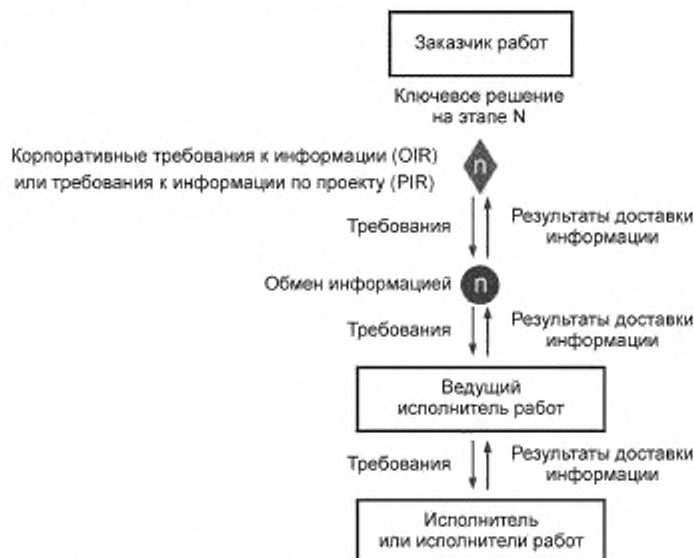 Заказчик работ
Ключевое решение
на этапе N
Корпоративные требования к информации (OIR)
или требования к информации по проекту (PIR)
n
Требования
Результаты доставки
информации
Обмен информацией
n
Требования
Результаты доставки
информации
Ведущий
исполнитель работ
Требования
Результаты доставки
информации
Исполнитель
или исполнители работ